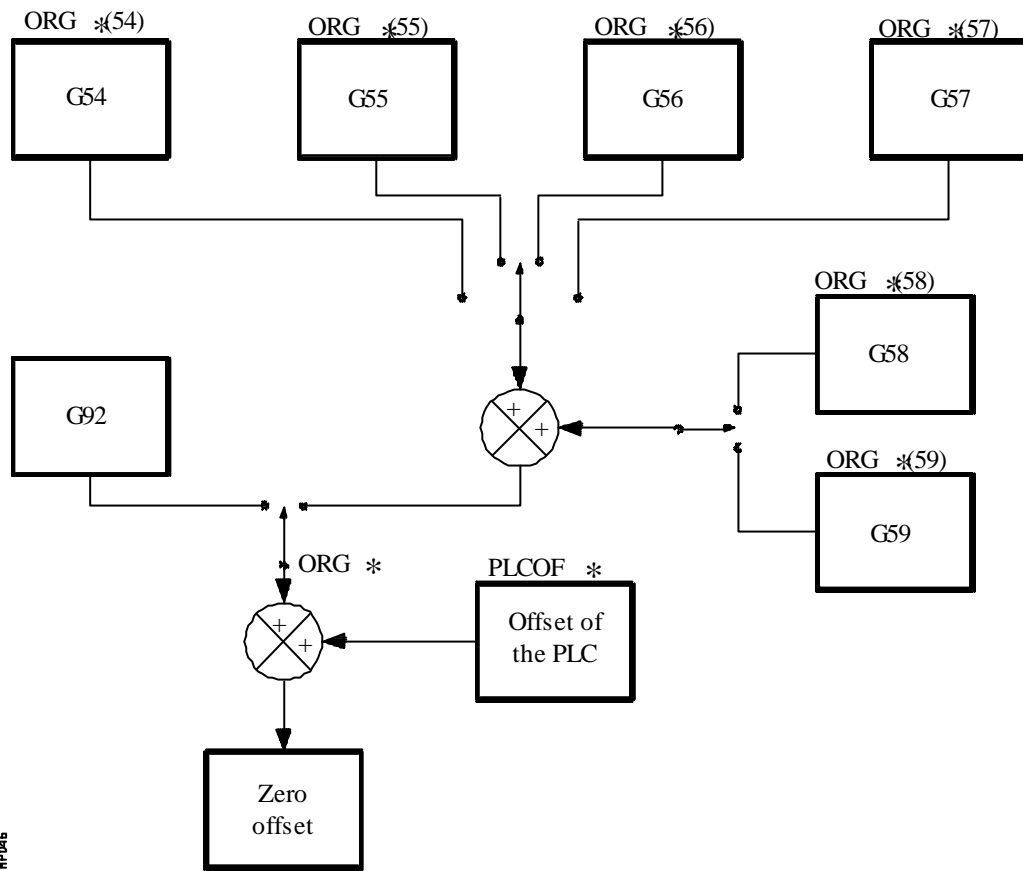 ORG *(54)
ORG *(55)
ORG *(56)
ORG *(57)
G54
G55
G56
G57
ORG *(58)
G58
G92
+
+
ORG *(59)
G59
ORG *
PLCOF *
+
+
Offset of
the PLC
Zero
offset